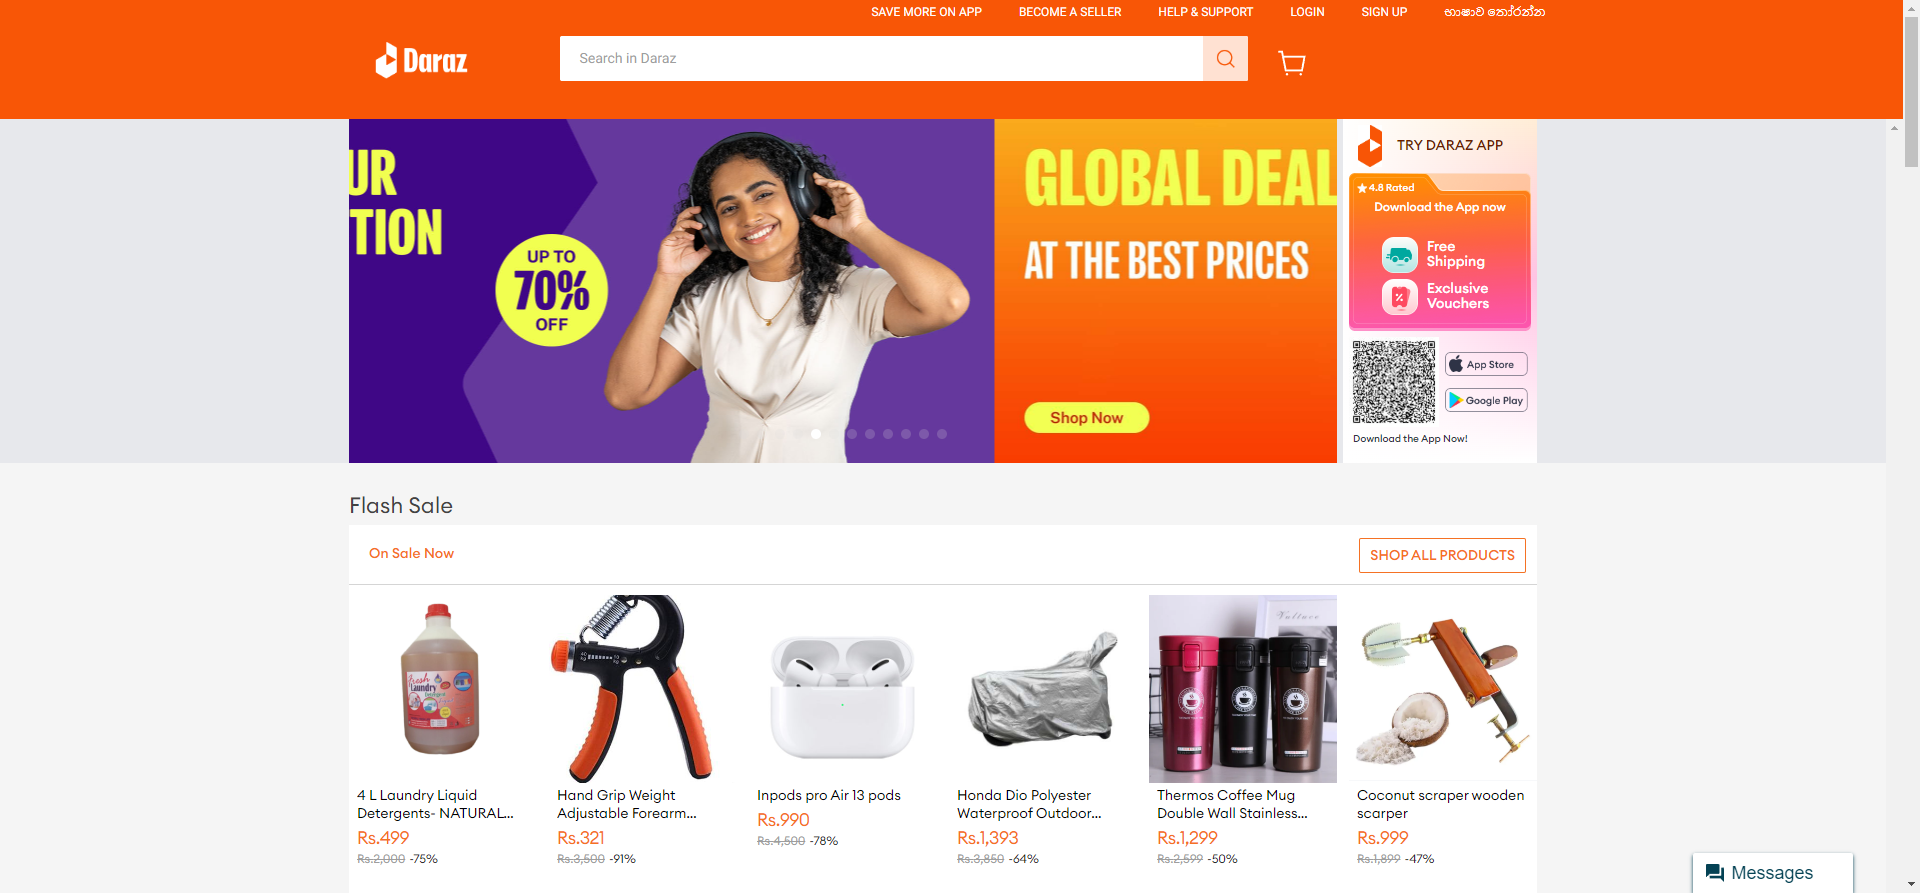 SAVE MORE ON APP
BECOME A SELLER
HELP & SUPPORT
LOGIN
SIGN UP
භාෂාව තෝරන්න
Daraz
Search in Daraz
UR
TION
UP TO
70%
OFF
GLOBAL DEAL
AT THE BEST PRICES
Shop Now
TRY DARAZ APP
4.8 Rated
Download the App now
Free
Shipping
Exclusive
Vouchers
App Store
Google Play
Download the App Now!
Flash Sale
On Sale Now
SHOP ALL PRODUCTS
Fresh
Laundry
4 L Laundry Liquid
Detergents- NATURAL...
Rs.499
Rs.2,000 -75%
Hand Grip Weight
Adjustable Forearm...
Rs.321
Rs.3,500 -91%
Inpods pro Air 13 pods
Rs.990
Rs.4,500 -78%
Honda Dio Polyester
Waterproof Outdoor...
Rs.1,393
Rs.3,850 -64%
Thermos Coffee Mug
Double Wall Stainless...
Rs.1,299
Rs.2,599 -50%
Coconut scraper wooden
scarper
Rs.999
Rs.1,899 -47%
Messages